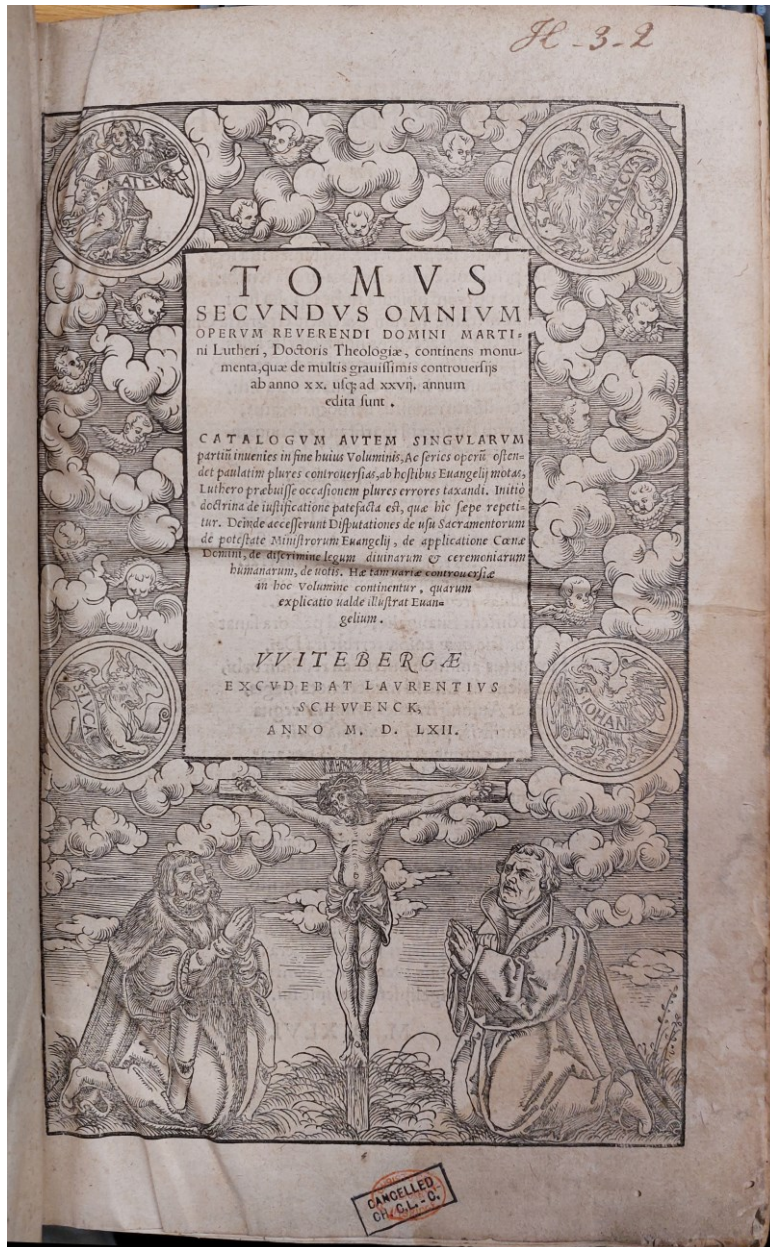 H-3-2
MATE
S MARCVS
TOMVS
SECVNDVS OMNIVM
OPERVM REVERENDI DOMINI MARTI=
ni Lutheri, Doctoris Theologiæ, continens monu-
menta, quæ de multis grauissimis controuersijs
ab anno xx. usq; ad xxvij. annum
edita sunt.
CATALOGVM AVTEM SINGVLARVM
partiũ inuenies in fine huius Voluminis, Ac series operũ osten-
det paulatim plures controuersias, ab hostibus Euangelij motas,
Luthero præbuisse occasionem plures errores taxandi. Initiò
doctrina de iustificatione patefacta est, quæ hîc sæpe repeti-
tur. Deinde accesserunt Disputationes de usu Sacramentorum
de potestate Ministrorum Euangelij, de applicatione Cœnæ
Domini, de discrimine legum diuinarum & ceremoniarum
humanarum, de uotis. Hæ tam uariæ controuersiæ
in hoc Volumine continentur, quarum
explicatio ualde illustrat Euan=
gelium.
VVITEBERGÆ
EXCVDEBAT LAVRENTIVS
SCHVVENCK,
ANNO M. D. LXII.
S LVCA
S IOHAN
CANCELLED
CH. C.L. - C.